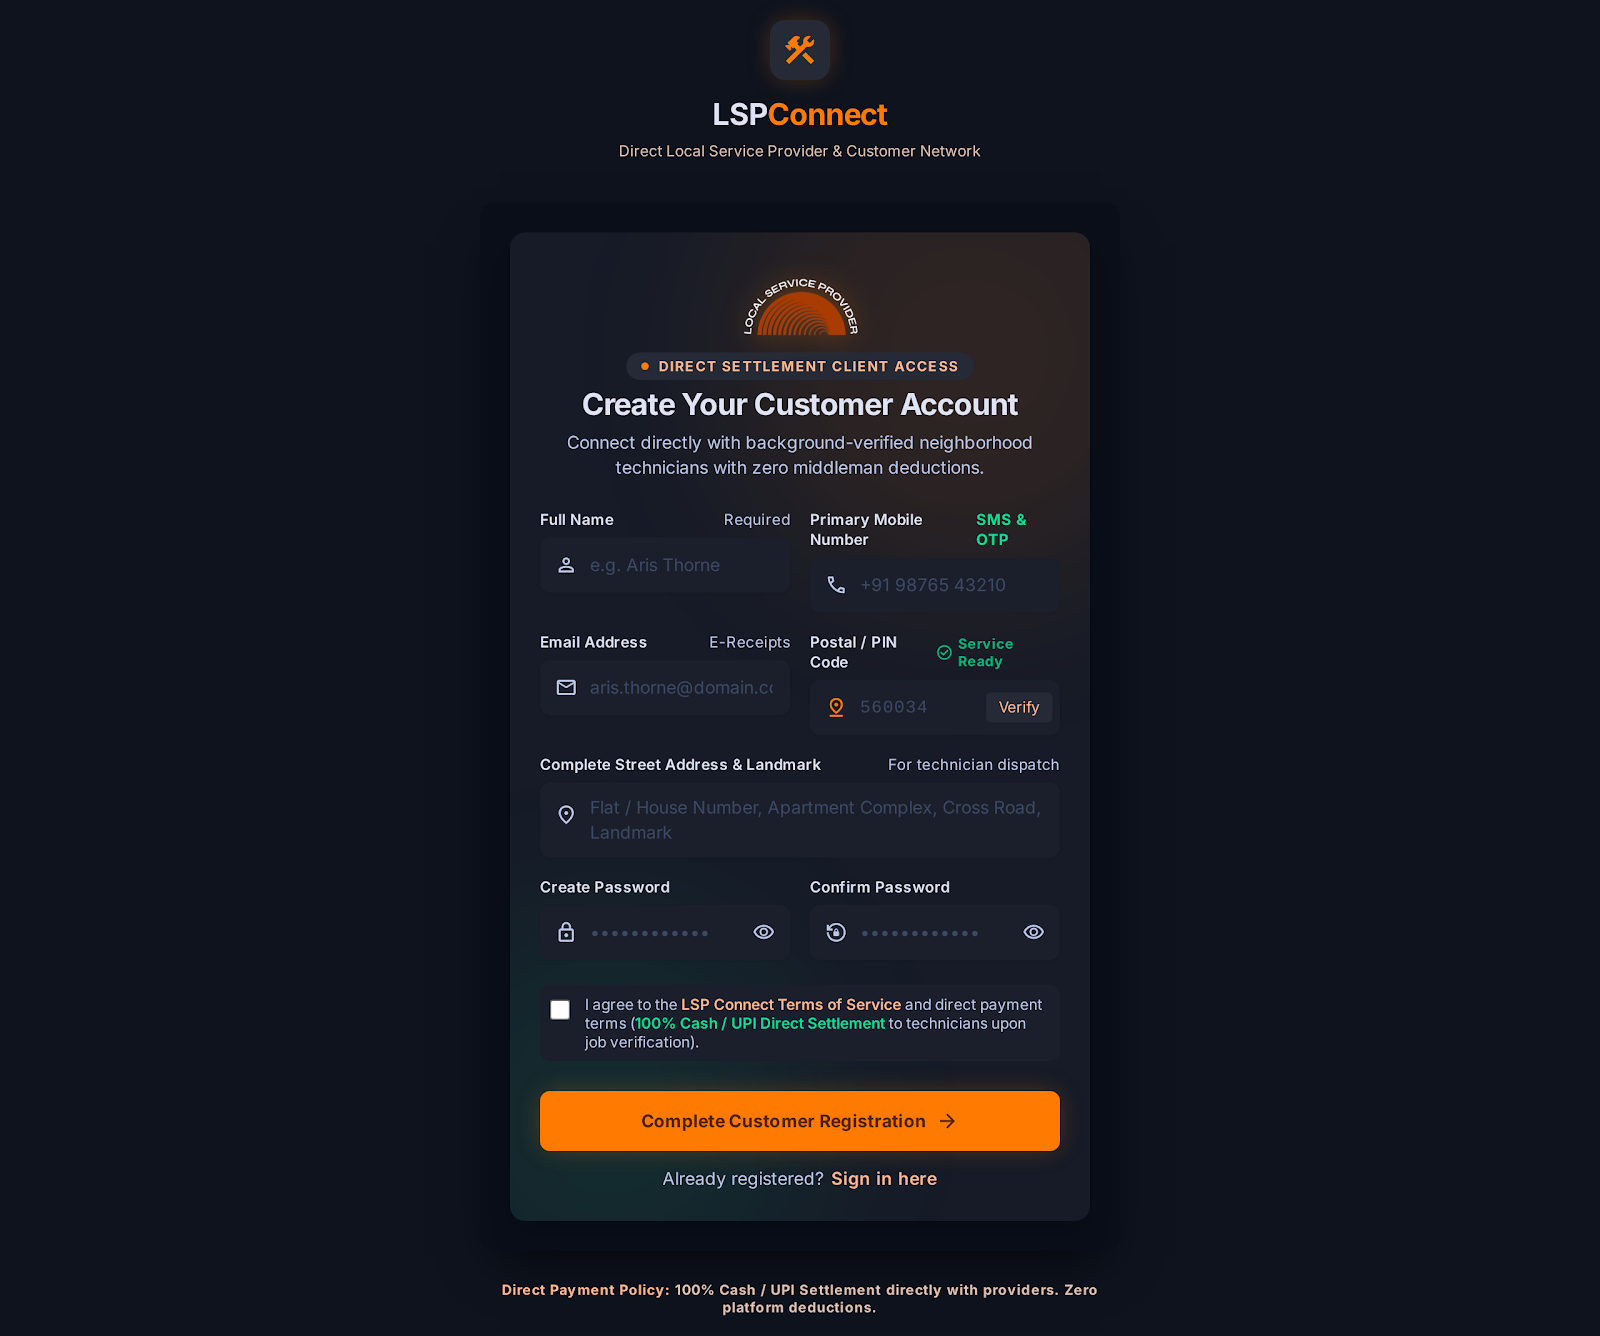 LSPConnect
Direct Local Service Provider & Customer Network
LOCAL SERVICE PROVIDER
DIRECT SETTLEMENT CLIENT ACCESS
Create Your Customer Account
Connect directly with background-verified neighborhood
technicians with zero middleman deductions.
Full Name Required
e.g. Aris Thorne
Primary Mobile Number SMS & OTP
+91 98765 43210
Email Address E-Receipts
aris.thorne@domain.co
Postal / PIN Code Service Ready
560034 Verify
Complete Street Address & Landmark For technician dispatch
Flat / House Number, Apartment Complex, Cross Road,
Landmark
Create Password
••••••••••••
Confirm Password
••••••••••••
I agree to the LSP Connect Terms of Service and direct payment
terms (100% Cash / UPI Direct Settlement to technicians upon
job verification).
Complete Customer Registration →
Already registered? Sign in here
Direct Payment Policy: 100% Cash / UPI Settlement directly with providers. Zero
platform deductions.